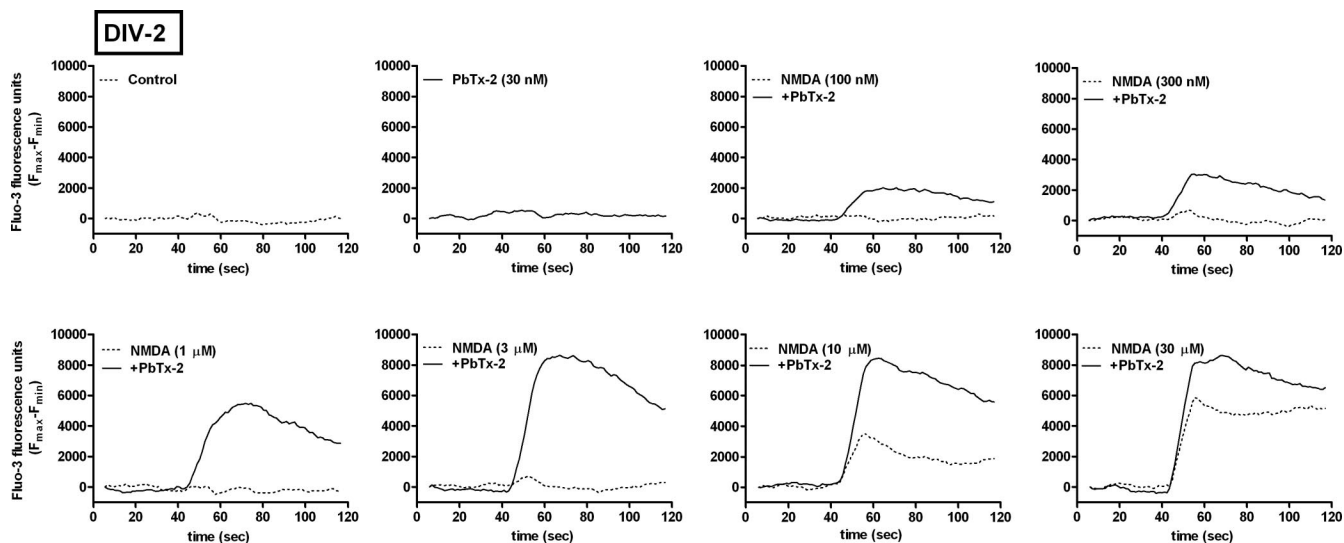 DIV-2
Fluo-3 fluorescence units
(Fmax-Fmin)
10000
8000
6000
4000
2000
0
Control
0 20 40 60 80 100 120
time (sec)
10000
8000
6000
4000
2000
0
PbTx-2 (30 nM)
0 20 40 60 80 100 120
time (sec)
10000
8000
6000
4000
2000
0
NMDA (100 nM)
+PbTx-2
0 20 40 60 80 100 120
time (sec)
10000
8000
6000
4000
2000
0
NMDA (300 nM)
+PbTx-2
0 20 40 60 80 100 120
time (sec)
Fluo-3 fluorescence units
(Fmax-Fmin)
10000
8000
6000
4000
2000
0
NMDA (1 μM)
+PbTx-2
0 20 40 60 80 100 120
time (sec)
10000
8000
6000
4000
2000
0
NMDA (3 μM)
+PbTx-2
0 20 40 60 80 100 120
time (sec)
10000
8000
6000
4000
2000
0
NMDA (10 μM)
+PbTx-2
0 20 40 60 80 100 120
time (sec)
10000
8000
6000
4000
2000
0
NMDA (30 μM)
+PbTx-2
0 20 40 60 80 100 120
time (sec)